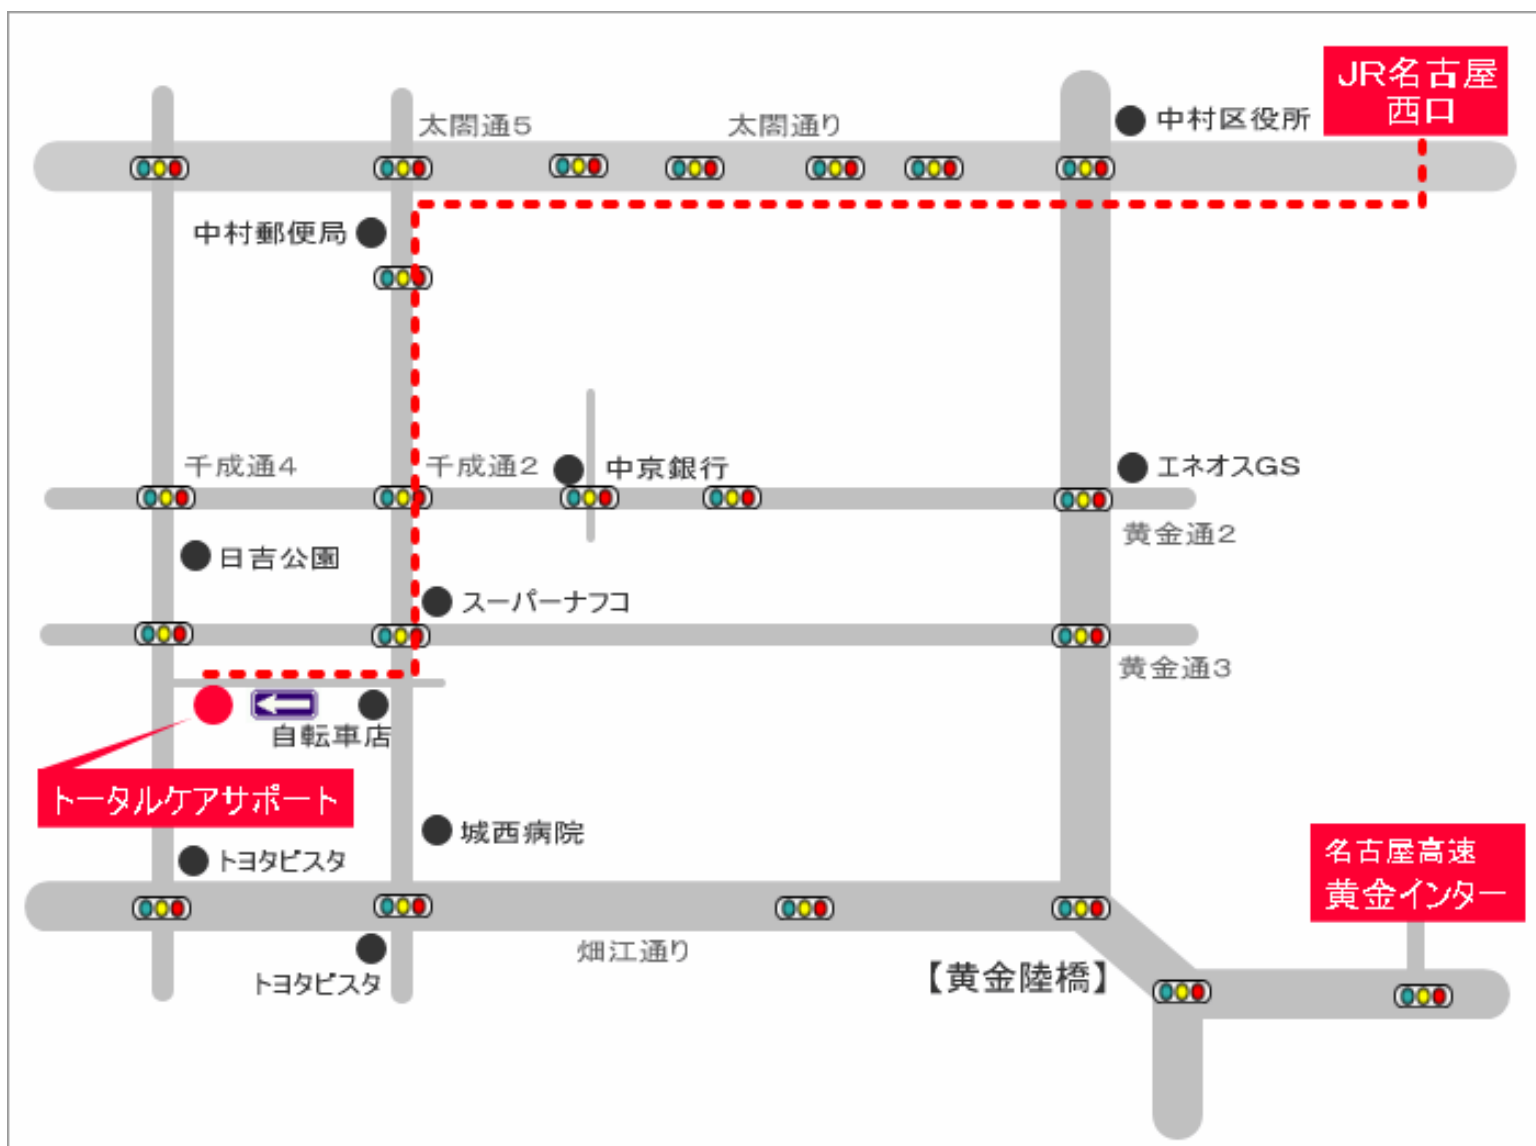 JR名古屋
西口
中村区役所
太閤通5
太閤通り
中村郵便局
千成通4
千成通2
中京銀行
エネオスGS
黄金通2
日吉公園
スーパーナフコ
黄金通3
自転車店
トータルケアサポート
城西病院
トヨタビスタ
名古屋高速
黄金インター
畑江通り
【黄金陸橋】
トヨタビスタ